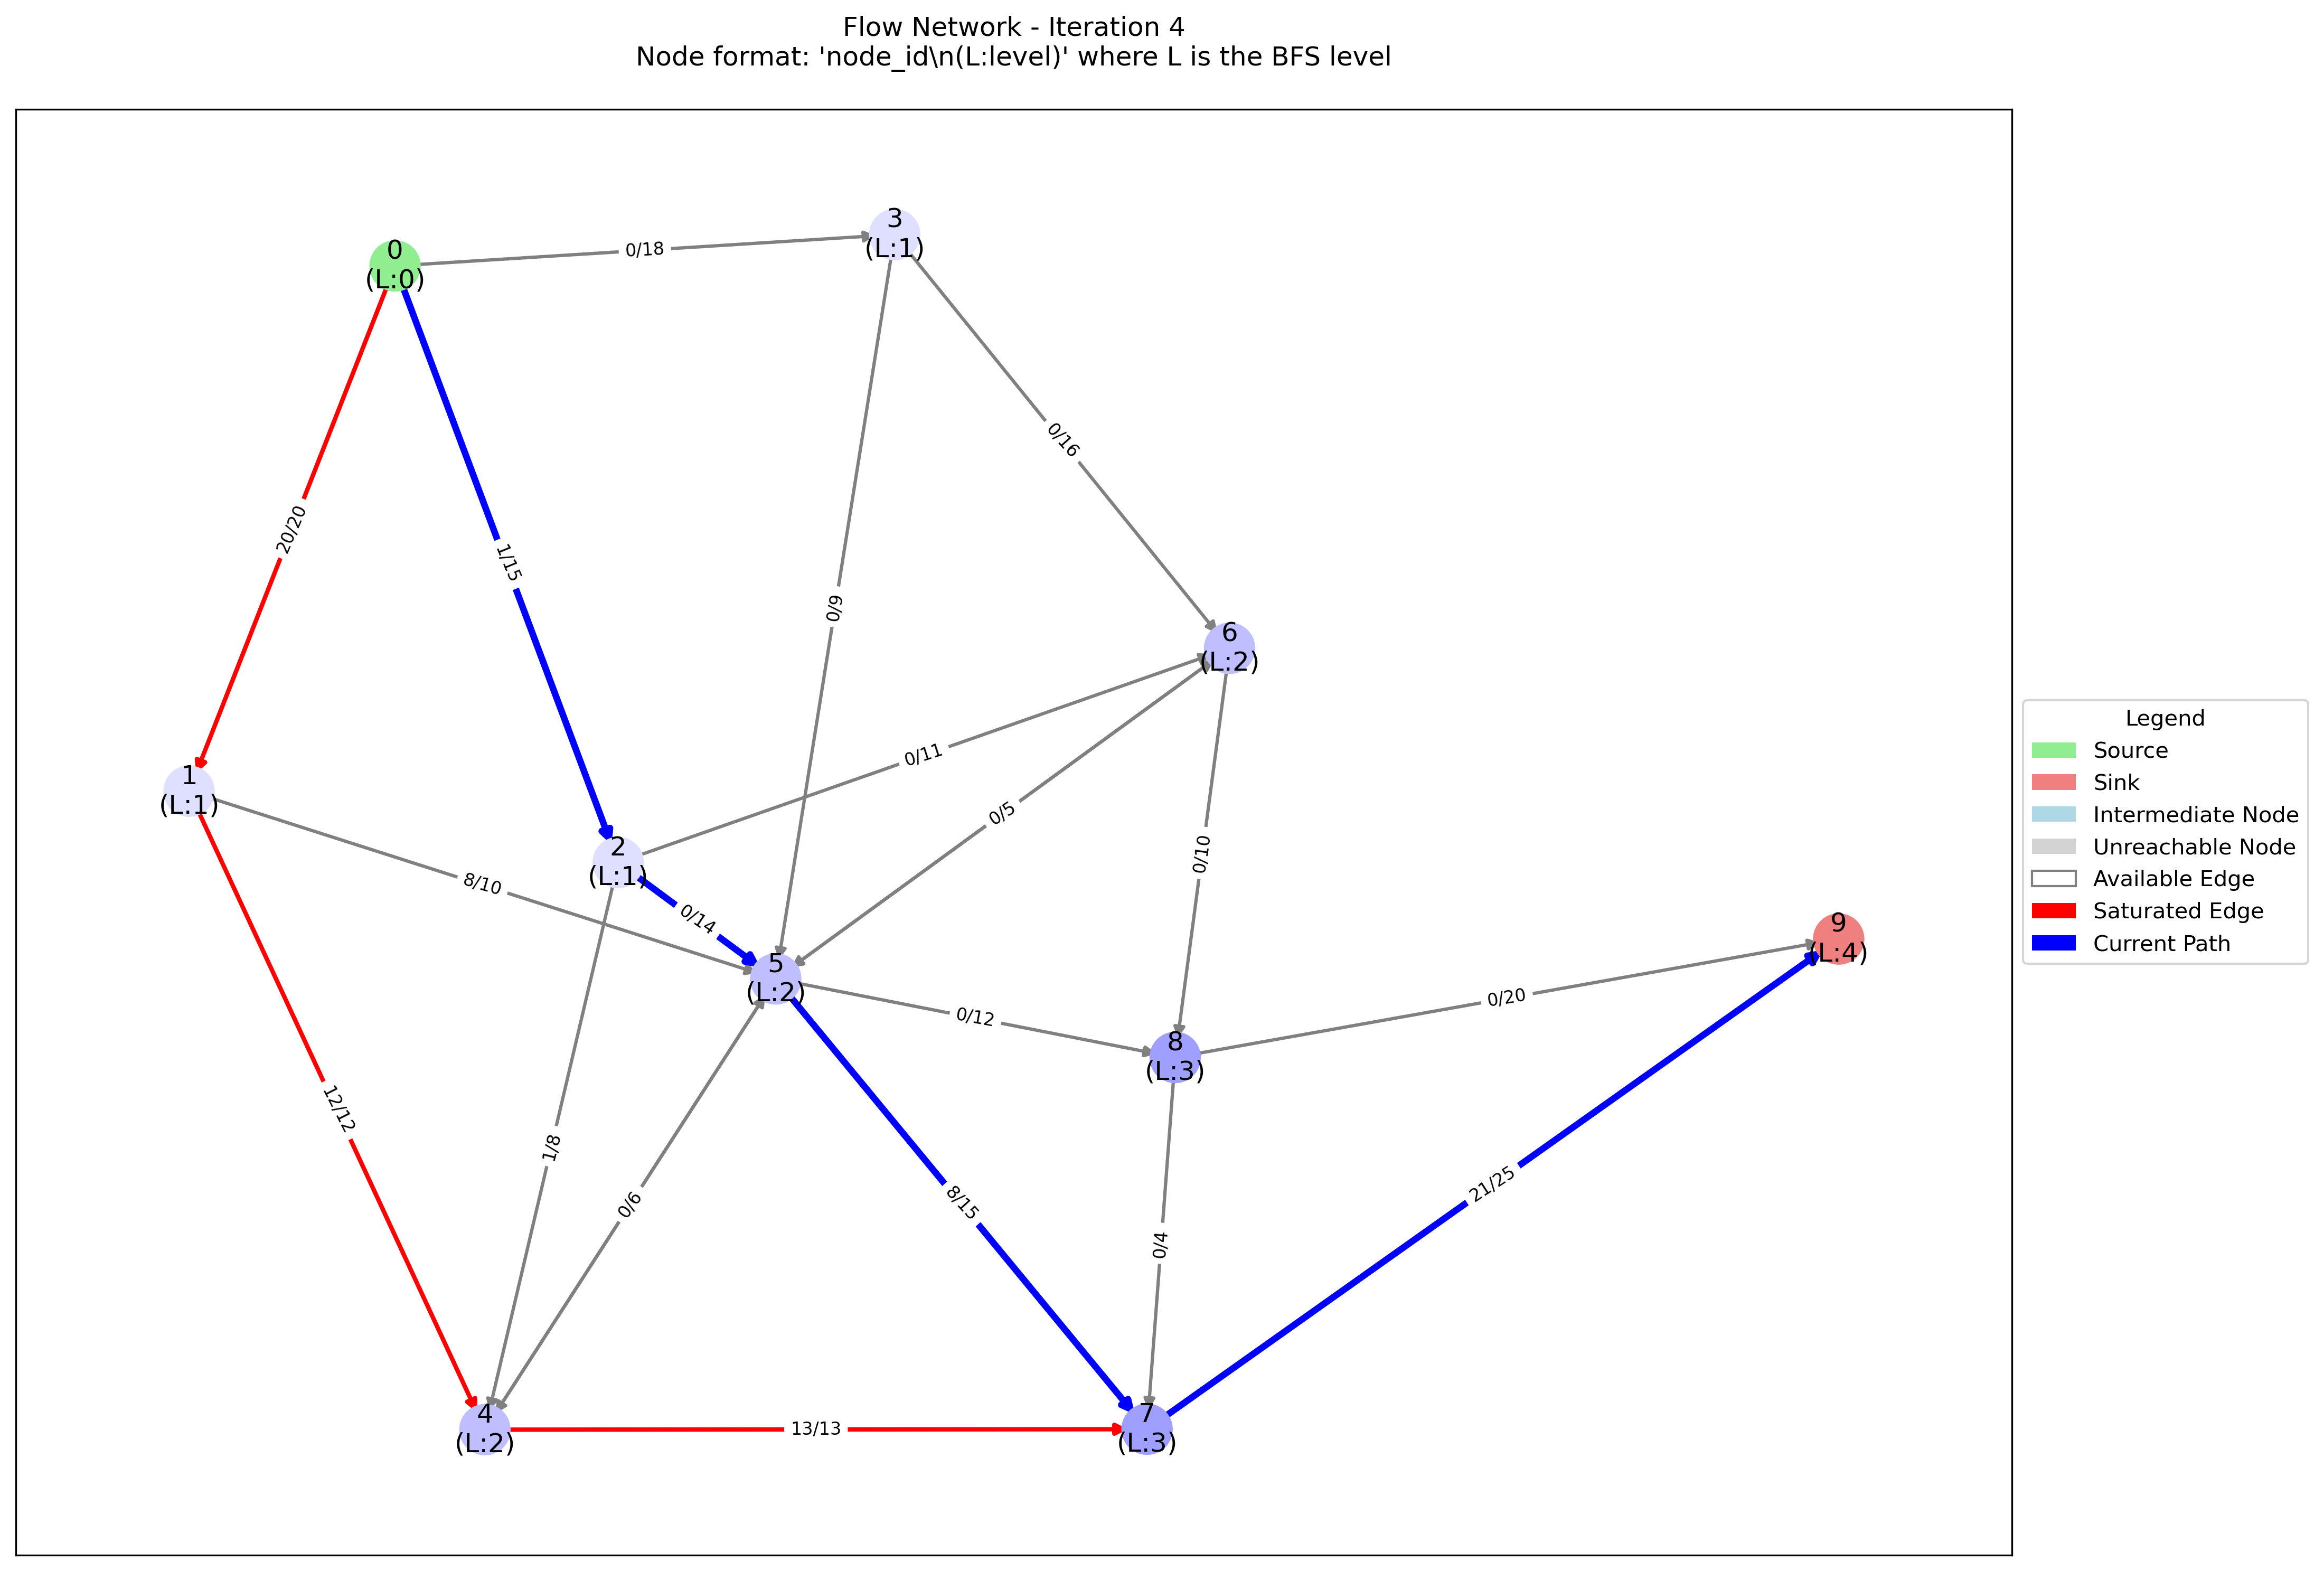 Flow Network - Iteration 4
Node format: 'node_id\n(L:level)' where L is the BFS level
0
(L:0)
3
(L:1)
0/18
20/20
1/15
0/9
0/16
6
(L:2)
0/11
0/5
0/10
1
(L:1)
8/10
2
(L:1)
0/14
5
(L:2)
0/12
8
(L:3)
0/20
9
(L:4)
12/12
1/8
0/6
8/15
0/4
21/25
4
(L:2)
13/13
7
(L:3)
Legend
Source
Sink
Intermediate Node
Unreachable Node
Available Edge
Saturated Edge
Current Path